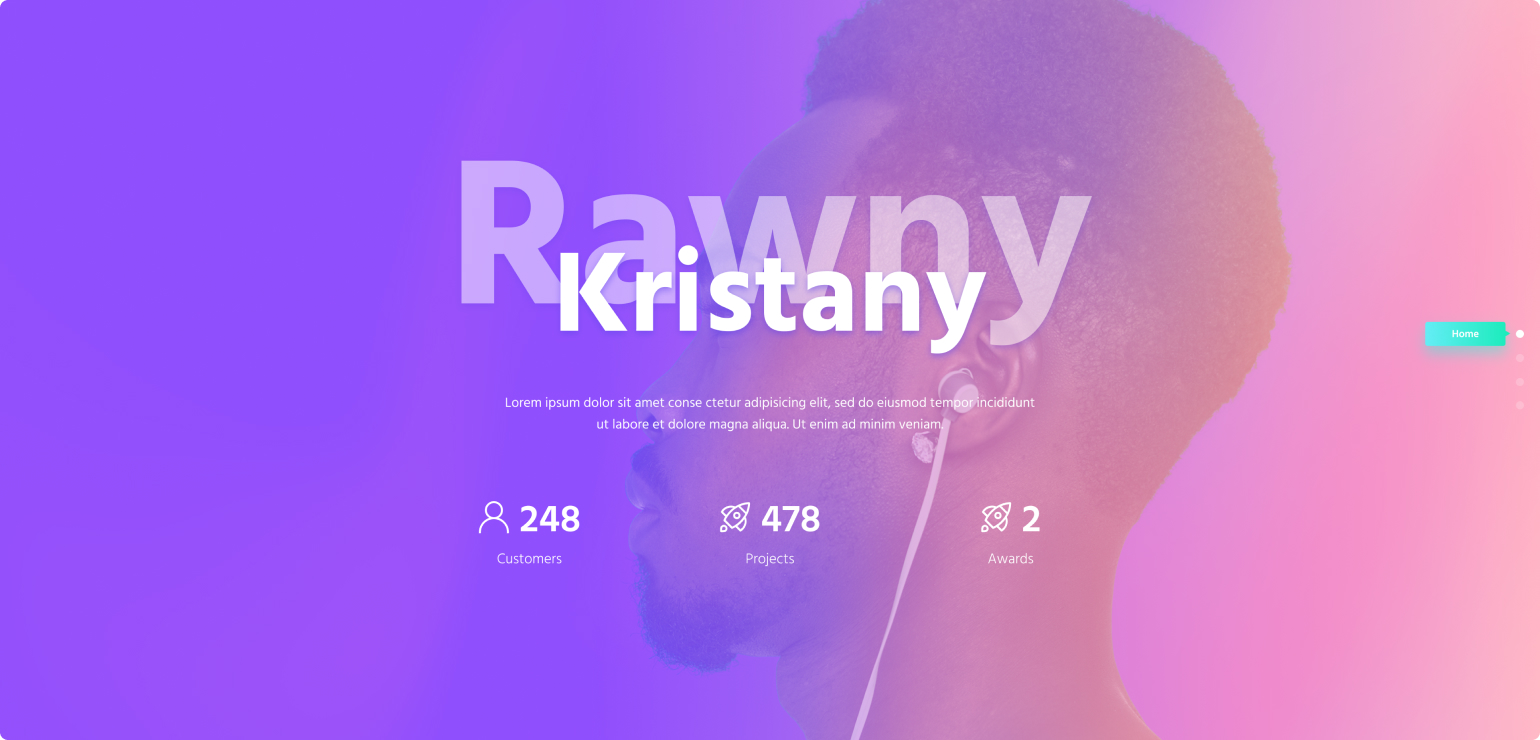 Rawny
Kristany
Home
Lorem ipsum dolor sit amet conse ctetur adipisicing elit, sed do eiusmod tempor incididunt
ut labore et dolore magna aliqua. Ut enim ad minim veniam.
248
Customers
478
Projects
2
Awards